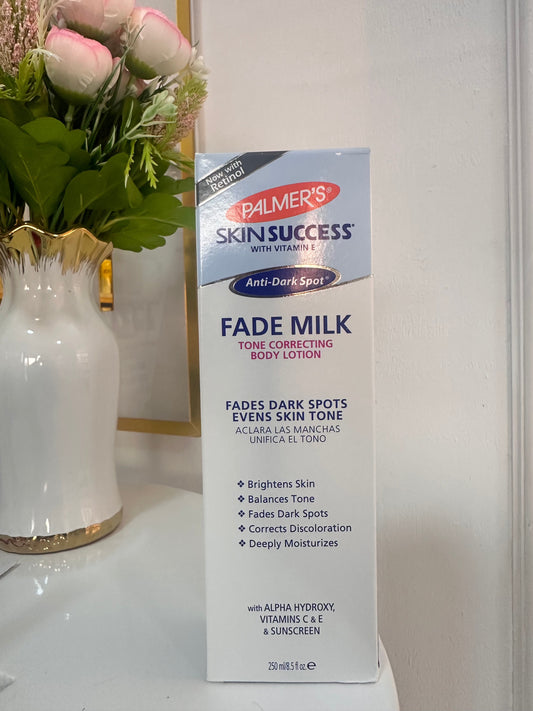 Now with
Retinol
PALMER'S®
SKIN SUCCESS®
WITH VITAMIN E
Anti-Dark Spot®
FADE MILK
TONE CORRECTING
BODY LOTION
FADES DARK SPOTS
EVENS SKIN TONE
ACLARA LAS MANCHAS
UNIFICA EL TONO
❖ Brightens Skin
❖ Balances Tone
❖ Fades Dark Spots
❖ Corrects Discoloration
❖ Deeply Moisturizes
with ALPHA HYDROXY,
VITAMINS C & E
& SUNSCREEN
250 ml/8.5 fl. oz. ℮